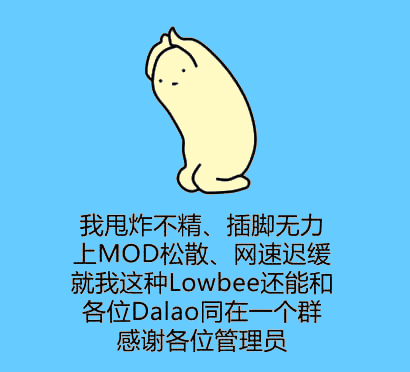 我甩炸不精、插脚无力
上MOD松散、网速迟缓
就我这种Lowbee还能和
各位Dalao同在一个群
感谢各位管理员